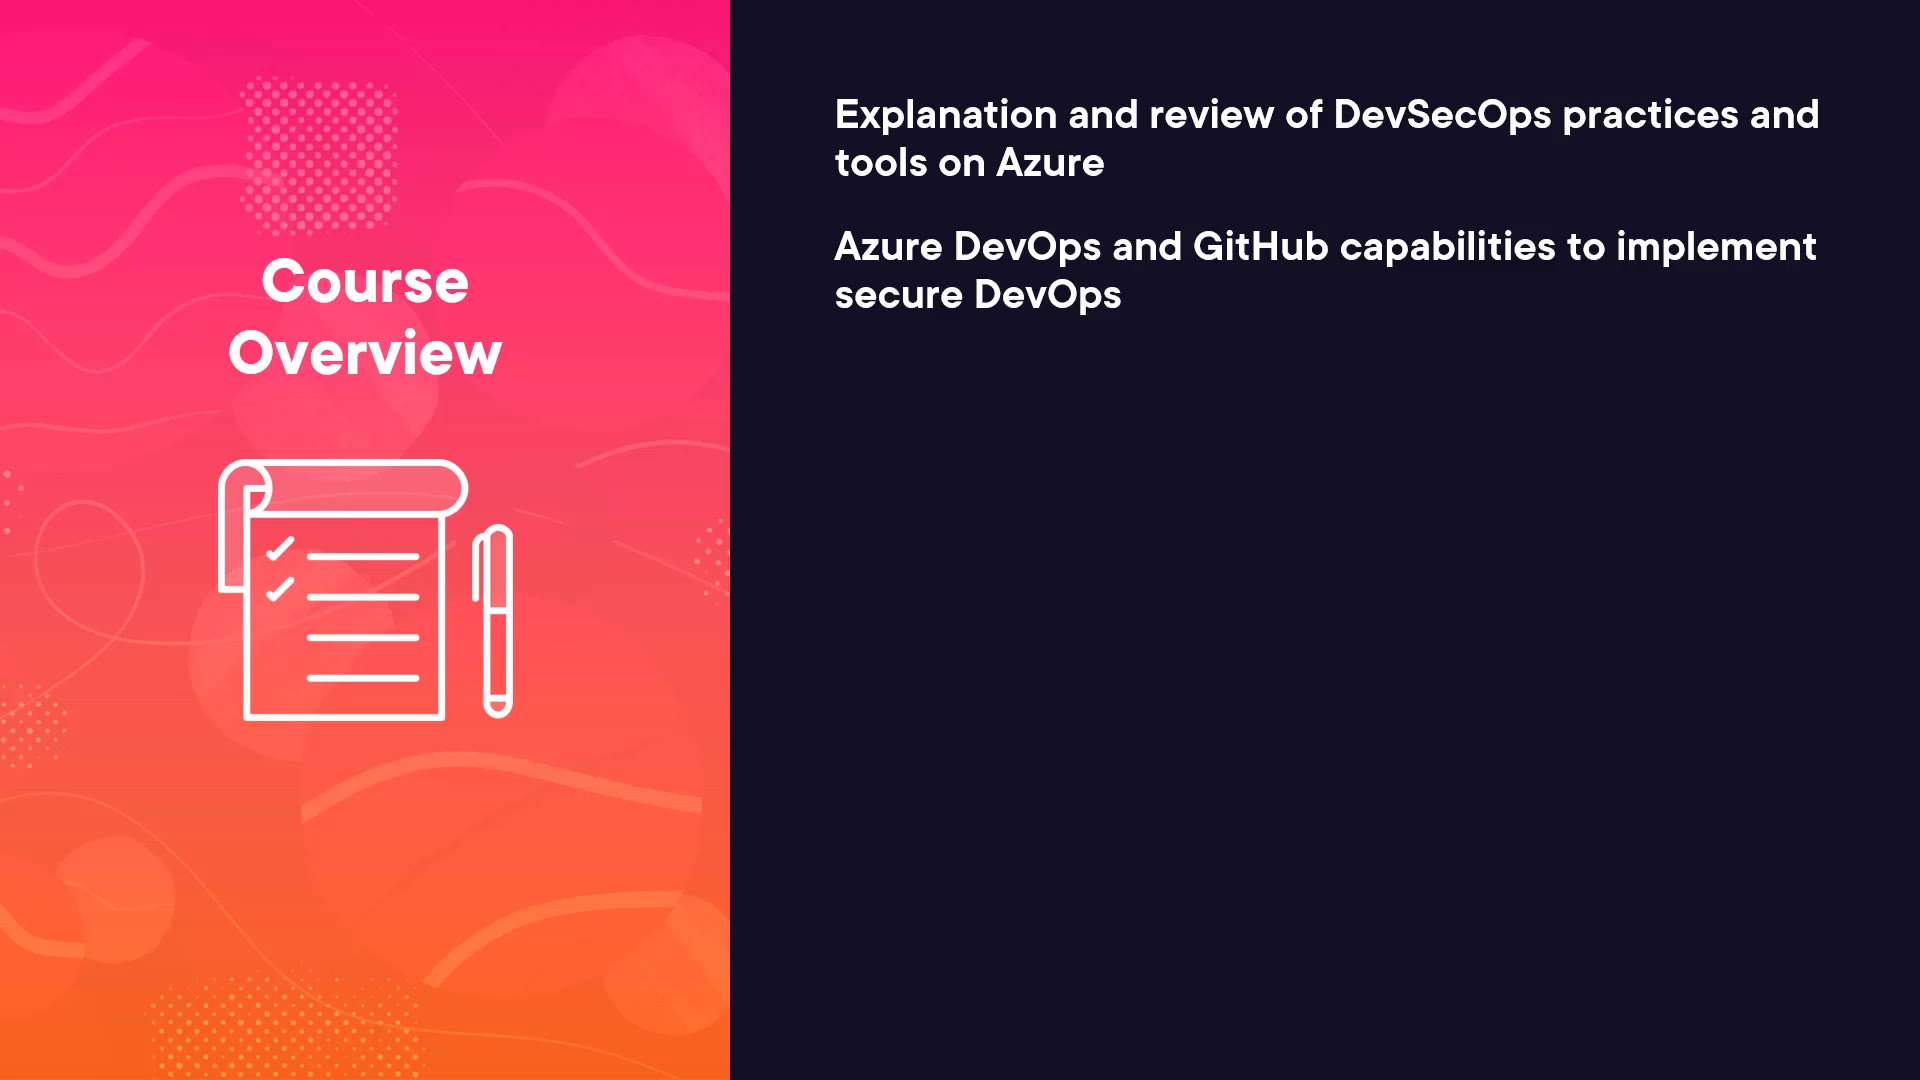 Course
Overview
Explanation and review of DevSecOps practices and
tools on Azure
Azure DevOps and GitHub capabilities to implement
secure DevOps